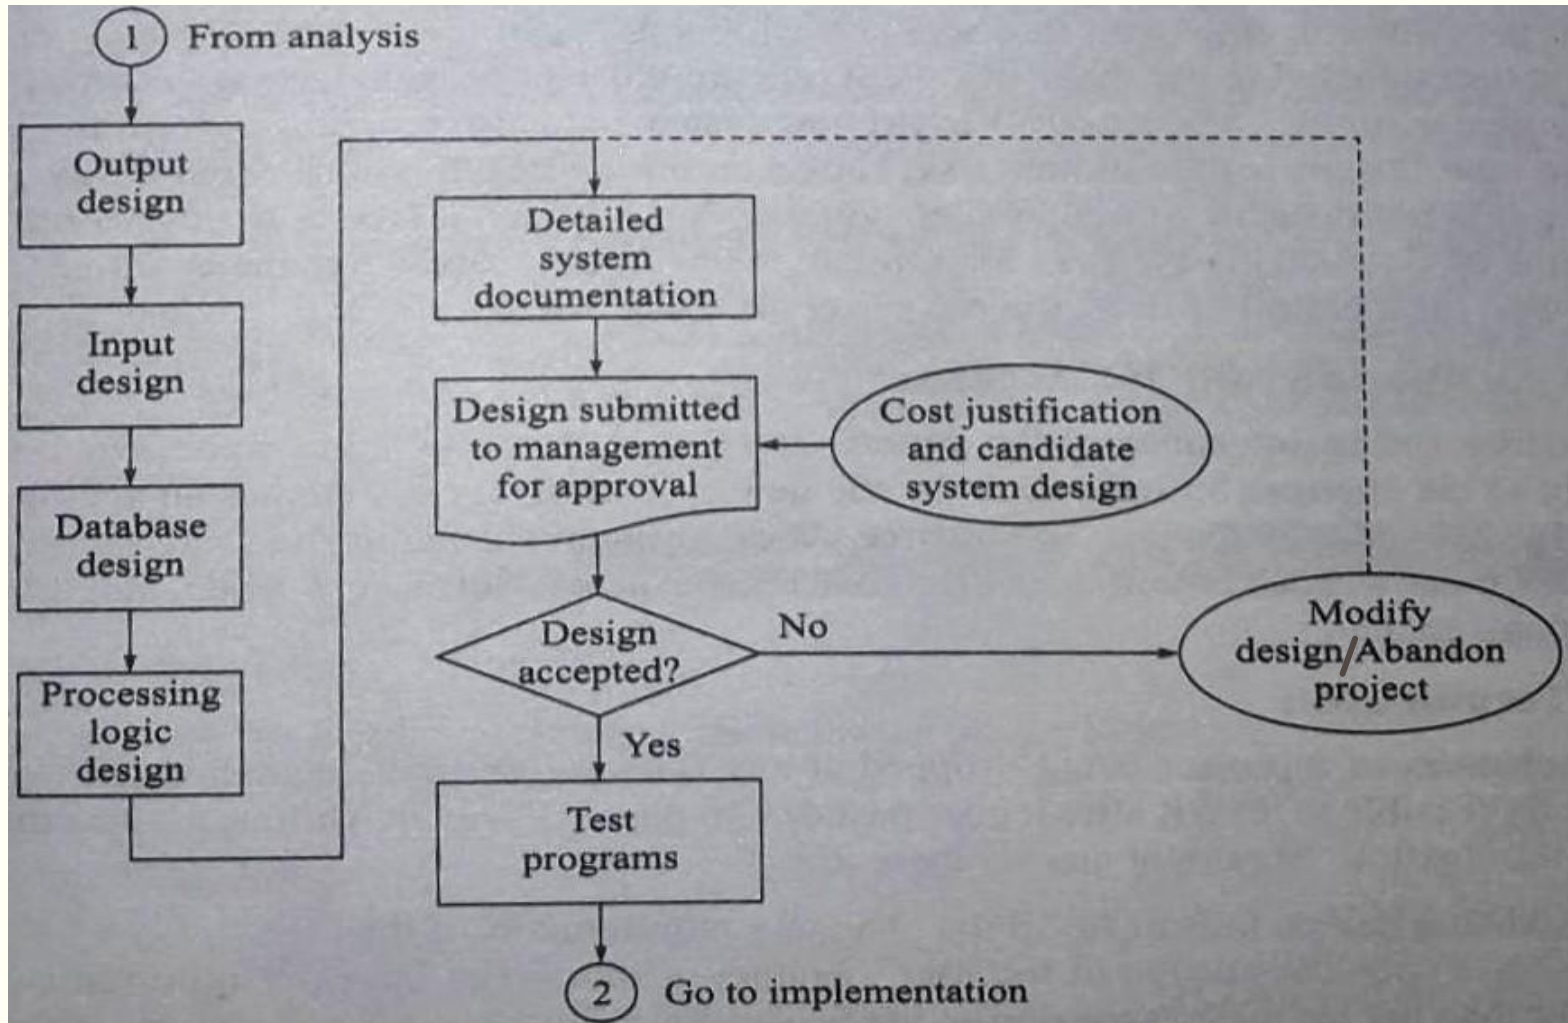 1 From analysis
Output
design
Input
design
Database
design
Processing
logic
design
Detailed
system
documentation
Design submitted
to management
for approval
Cost justification
and candidate
system design
Design
accepted?
No
Modify
design/Abandon
project
Yes
Test
programs
2 Go to implementation